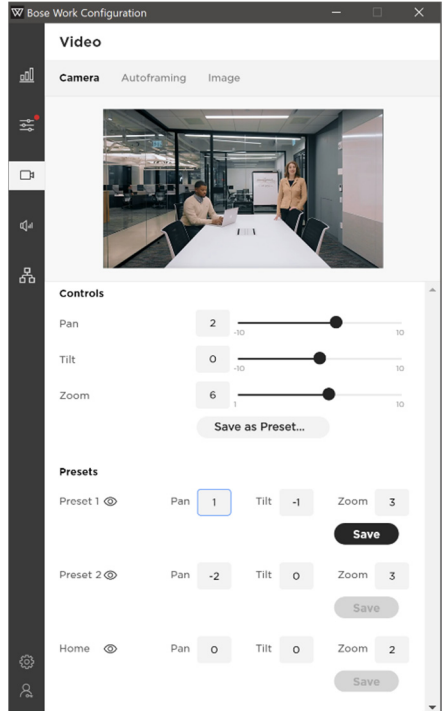 Bose Work Configuration
Video
Camera Autoframing Image
Controls
Pan 2 -10 10
Tilt 0 -10 10
Zoom 6 1 10
Save as Preset...
Presets
Preset 1 Pan 1 Tilt -1 Zoom 3
Save
Preset 2 Pan -2 Tilt 0 Zoom 3
Save
Home Pan 0 Tilt 0 Zoom 2
Save